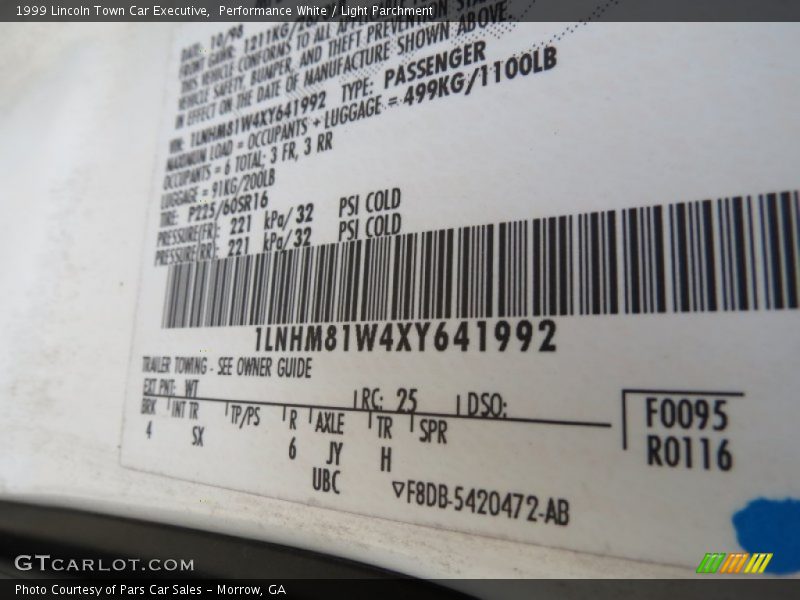 1999 Lincoln Town Car Executive, Performance White / Light Parchment
DATE: 10/98
FRONT GAWR: 1211KG/
THIS VEHICLE CONFORMS TO ALL APPLICABLE
VEHICLE SAFETY, BUMPER, AND THEFT PREVENTION
IN EFFECT ON THE DATE OF MANUFACTURE SHOWN ABOVE.
VIN: 1LNHM81W4XY641992 TYPE: PASSENGER
MAXIMUM LOAD = OCCUPANTS + LUGGAGE = 499KG/1100LB
OCCUPANTS = 6 TOTAL: 3 FR, 3 RR
LUGGAGE = 91KG/200LB
TIRE: P225/60SR16
PRESSURE(FR): 221 kPa/ 32 PSI COLD
PRESSURE(RR): 221 kPa/32 PSI COLD
1LNHM81W4XY641992
TRAILER TOWING - SEE OWNER GUIDE
EXT PNT: WT RC: 25 DSO:
BRK INT TR TP/PS R AXLE TR SPR
4 SX 6 JY H
UBC
F0095
R0116
▽F8DB-5420472-AB
GTCARLOT.COM
Photo Courtesy of Pars Car Sales - Morrow, GA